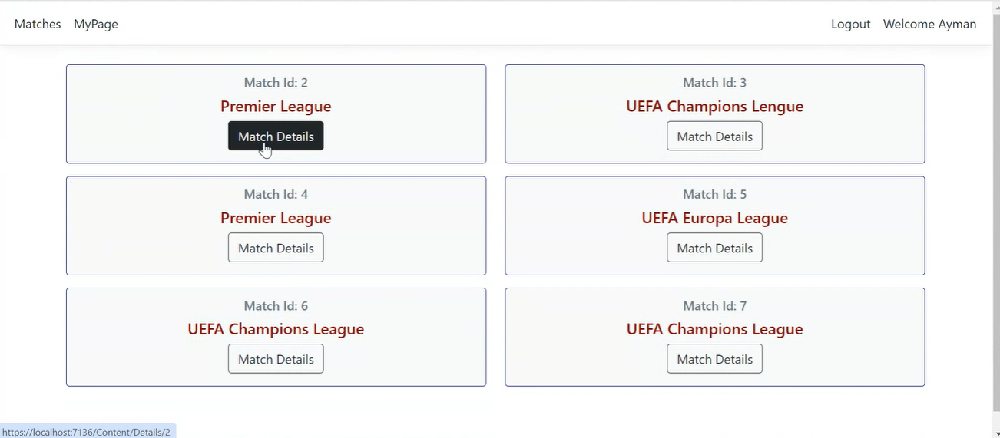 Matches MyPage Logout Welcome Ayman
Match Id: 2
Premier League
Match Details
Match Id: 3
UEFA Champions Lengue
Match Details
Match Id: 4
Premier League
Match Details
Match Id: 5
UEFA Europa League
Match Details
Match Id: 6
UEFA Champions League
Match Details
Match Id: 7
UEFA Champions League
Match Details
https://localhost:7136/Content/Details/2